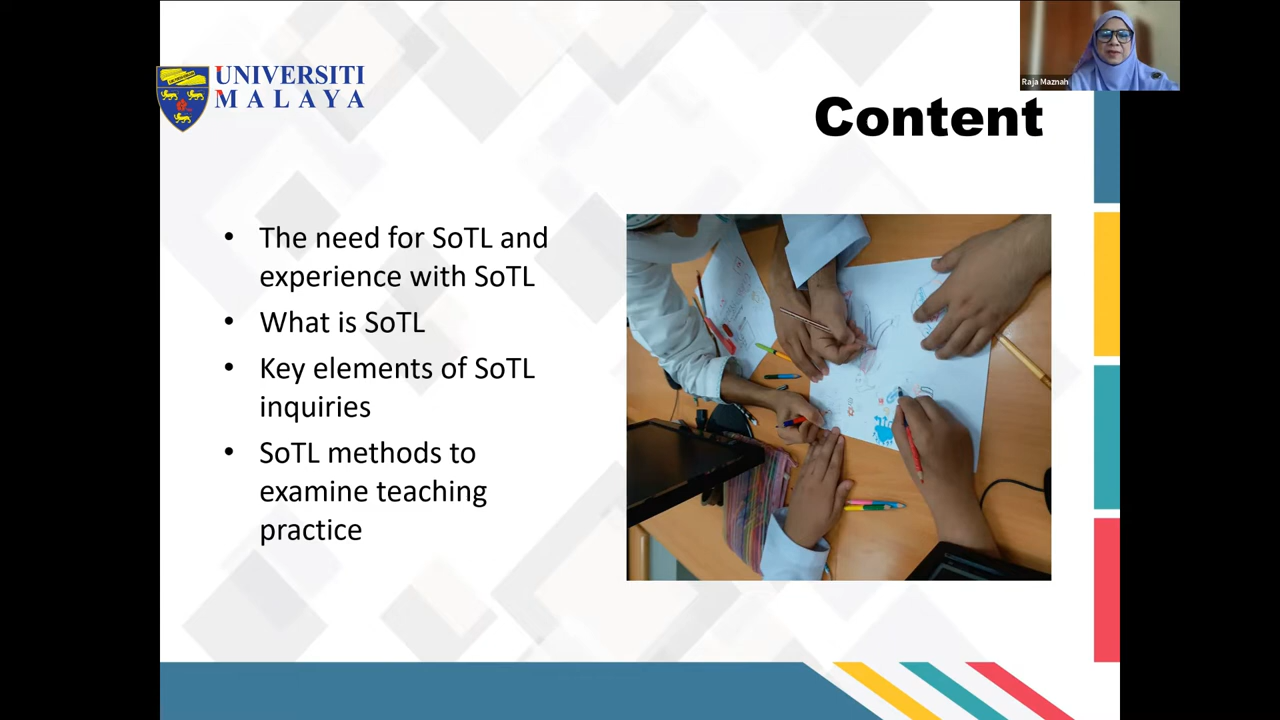 UNIVERSITI
MALAYA
Raja Maznah
Content
• The need for SoTL and
experience with SoTL
• What is SoTL
• Key elements of SoTL
inquiries
• SoTL methods to
examine teaching
practice